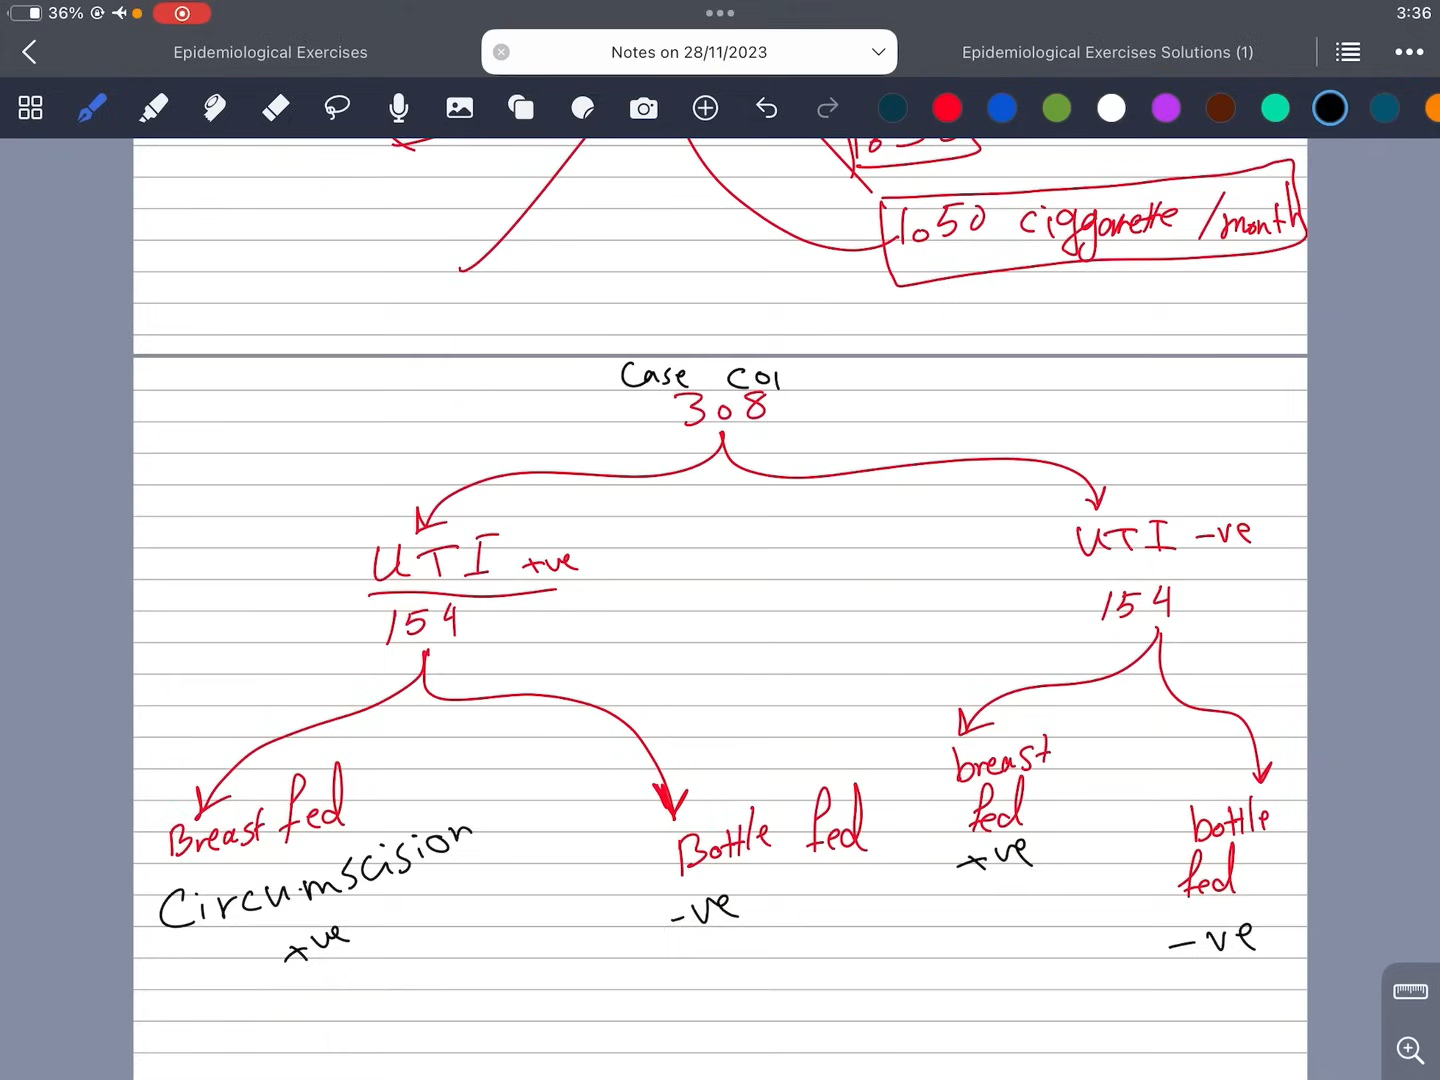 36%
3:36
Epidemiological Exercises
Notes on 28/11/2023
Epidemiological Exercises Solutions (1)
1050 ciggarette /month
Case Col
308
UTI +ve
154
UTI -ve
154
Breast fed
Circumscision
+ve
Bottle fed
-ve
breast
fed
+ve
bottle
fed
-ve